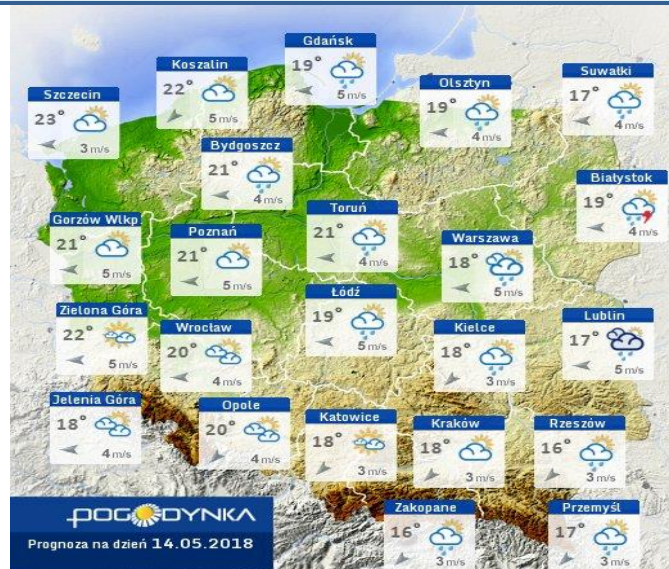 Gdańsk
19°
5 m/s
Koszalin
22°
5 m/s
Suwałki
17°
4 m/s
Olsztyn
19°
4 m/s
Szczecin
23°
3 m/s
Bydgoszcz
21°
4 m/s
Białystok
19°
4 m/s
Toruń
21°
4 m/s
Gorzów Wlkp
21°
5 m/s
Poznań
21°
5 m/s
Warszawa
18°
5 m/s
Łódź
19°
5 m/s
Zielona Góra
22°
5 m/s
Lublin
17°
5 m/s
Wrocław
20°
4 m/s
Kielce
18°
3 m/s
Jelenia Góra
18°
4 m/s
Opole
20°
4 m/s
Katowice
18°
3 m/s
Kraków
18°
3 m/s
Rzeszów
16°
3 m/s
Zakopane
16°
3 m/s
Przemyśl
17°
3 m/s
POGODYNKA
Prognoza na dzień 14.05.2018